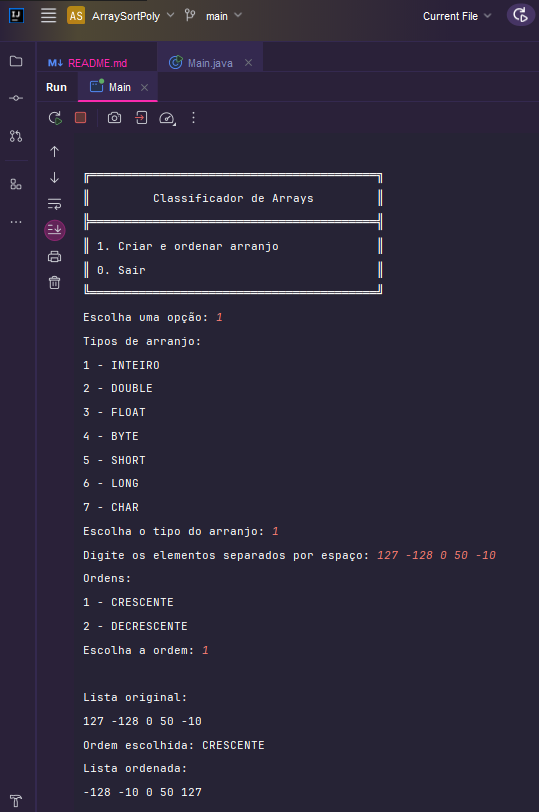 IJ AS ArraySortPoly main Current File
M↓ README.md Main.java
Run Main
Classificador de Arrays
1. Criar e ordenar arranjo
0. Sair
Escolha uma opção: 1
Tipos de arranjo:
1 - INTEIRO
2 - DOUBLE
3 - FLOAT
4 - BYTE
5 - SHORT
6 - LONG
7 - CHAR
Escolha o tipo do arranjo: 1
Digite os elementos separados por espaço: 127 -128 0 50 -10
Ordens:
1 - CRESCENTE
2 - DECRESCENTE
Escolha a ordem: 1
Lista original:
127 -128 0 50 -10
Ordem escolhida: CRESCENTE
Lista ordenada:
-128 -10 0 50 127